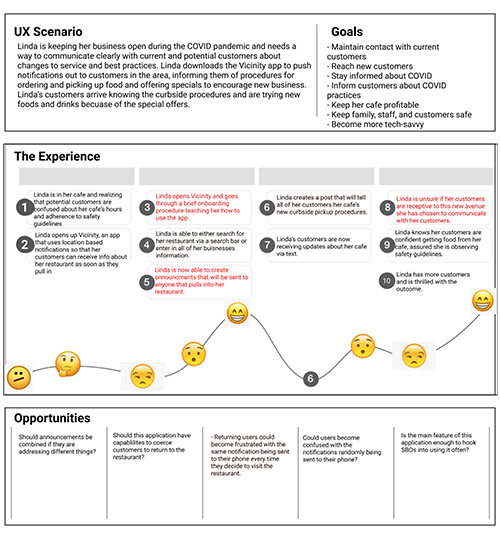 UX Scenario
Linda is keeping her business open during the COVID pandemic and needs a
way to communicate clearly with current and potential customers about
changes to service and best practices. Linda downloads the Vicinity app to push
notifications out to customers in the area, informing them of procedures for
ordering and picking up food and offering specials to encourage new business.
Linda's customers arrive knowing the curbside procedures and are trying new
foods and drinks becuase of the special offers.
Goals
- Maintain contact with current
customers
- Reach new customers
- Stay informed about COVID
- Inform customers about COVID
practices
- Keep her cafe profitable
- Keep family, staff, and customers safe
- Become more tech-savvy
The Experience
1
Linda is in her cafe and realizing
that potential customers are
confused about her cafe's hours
and adherence to safety
guidelines
2
Linda opens up Vicinity, an app
that uses location based
notifications so that her
customers can receive info about
her restaurant as soon as they
pull in
3
Linda opens Vicinity and goes
through a brief onboarding
procedure teaching her how to
use the app.
4
Linda is able to either search for
her restaurant via a search bar or
enter in all of her buisnesses
information.
5
Linda is now able to create
announcments that will be sent to
anyone that pulls into her
restaurant.
6
Linda creates a post that will tell
all of her customers her cafe's
new curbside pickup procedures.
7
Linda's customers are now
receiving updates about her cafe
via text.
8
Linda is unsure if her customers
are receptive to this new avenue
she has chosen to communicate
with her customers.
9
Linda knows her customers are
confident getting food from her
cafe, assured she is observing
safety guidelines.
10
Linda has more customers
and is thrilled with the
outcome.
6
Opportunities
Should announcements be
combined if they are
addressing different things?
Should this application have
capabililites to coerce
customers to return to the
restaurant?
- Returning users could
become frustrated with the
same notification being sent
to their phone every time
they decide to visit the
restaurant.
Could users become
confused with the
notifications randomly being
sent to their phone?
Is the main feature of this
application enough to hook
SBOs into using it often?